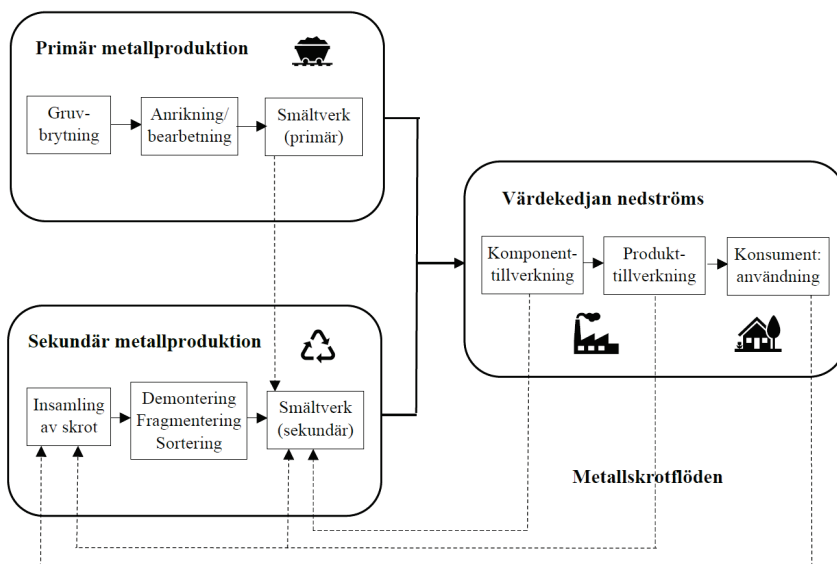 Primär metallproduktion
Gruv-
brytning
Anrikning/
bearbetning
Smältverk
(primär)
Värdekedjan nedströms
Komponent-
tillverkning
Produkt-
tillverkning
Konsument:
användning
Sekundär metallproduktion
Insamling
av skrot
Demontering
Fragmentering
Sortering
Smältverk
(sekundär)
Metallskrotflöden